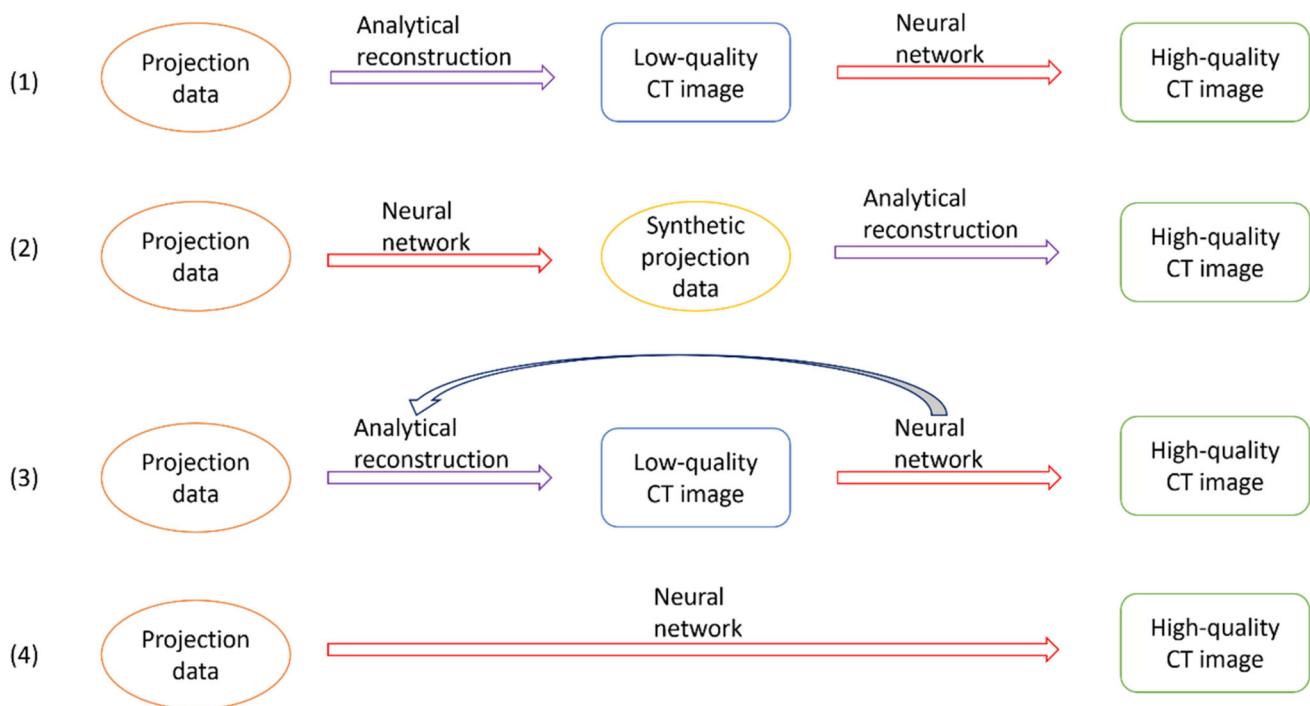 (1)
Projection
data
Analytical
reconstruction
Low-quality
CT image
Neural
network
High-quality
CT image
(2)
Projection
data
Neural
network
Synthetic
projection
data
Analytical
reconstruction
High-quality
CT image
(3)
Projection
data
Analytical
reconstruction
Low-quality
CT image
Neural
network
High-quality
CT image
(4)
Projection
data
Neural
network
High-quality
CT image